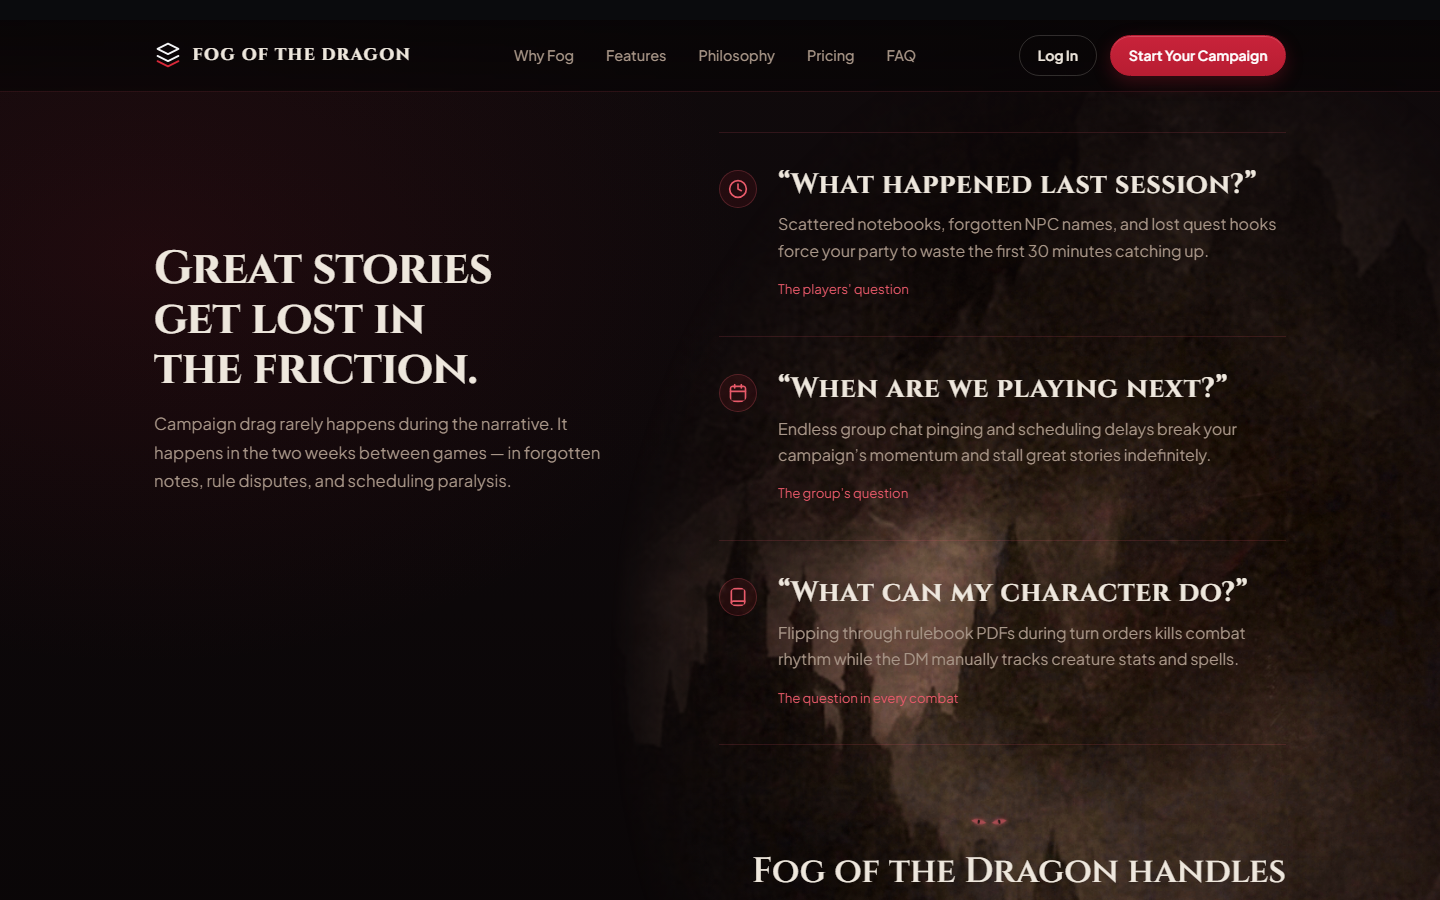 FOG OF THE DRAGON
Why Fog
Features
Philosophy
Pricing
FAQ
Log In
Start Your Campaign
GREAT STORIES
GET LOST IN
THE FRICTION.
Campaign drag rarely happens during the narrative. It
happens in the two weeks between games — in forgotten
notes, rule disputes, and scheduling paralysis.
“WHAT HAPPENED LAST SESSION?”
Scattered notebooks, forgotten NPC names, and lost quest hooks
force your party to waste the first 30 minutes catching up.
The players’ question
“WHEN ARE WE PLAYING NEXT?”
Endless group chat pinging and scheduling delays break your
campaign’s momentum and stall great stories indefinitely.
The group’s question
“WHAT CAN MY CHARACTER DO?”
Flipping through rulebook PDFs during turn orders kills combat
rhythm while the DM manually tracks creature stats and spells.
The question in every combat
FOG OF THE DRAGON HANDLES